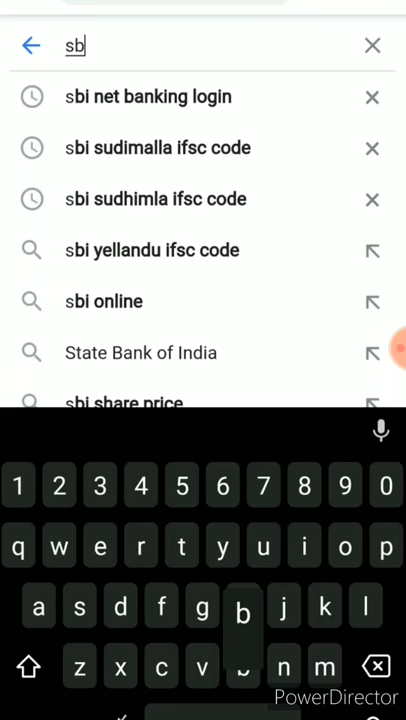 sb
sbi net banking login
sbi sudimalla ifsc code
sbi sudhimla ifsc code
sbi yellandu ifsc code
sbi online
State Bank of India
sbi share price
1 2 3 4 5 6 7 8 9 0
q w e r t y u i o p
a s d f g b j k l
z x c v n m
PowerDirector